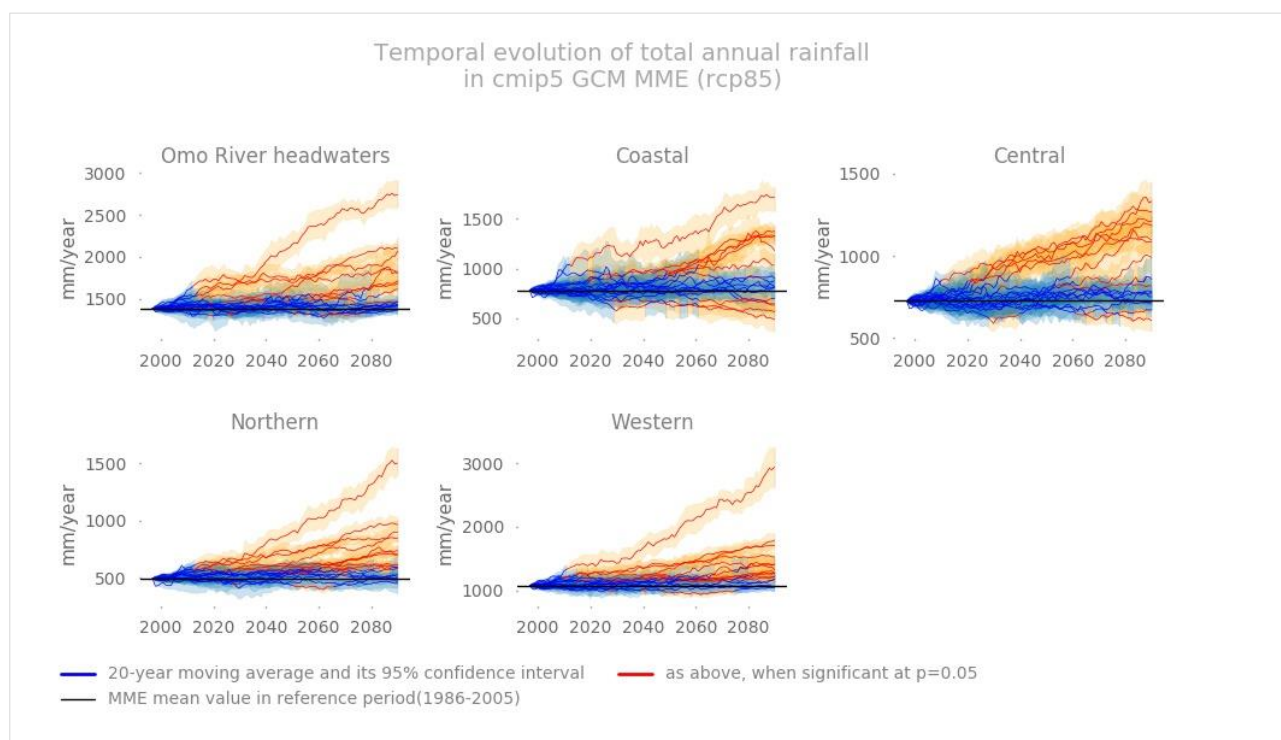 Temporal evolution of total annual rainfall
in cmip5 GCM MME (rcp85)
Omo River headwaters
3000
2500
2000
1500
mm/year
2000 2020 2040 2060 2080
Coastal
1500
1000
500
mm/year
2000 2020 2040 2060 2080
Central
1500
1000
500
mm/year
2000 2020 2040 2060 2080
Northern
1500
1000
500
mm/year
2000 2020 2040 2060 2080
Western
3000
2000
1000
mm/year
2000 2020 2040 2060 2080
20-year moving average and its 95% confidence interval
as above, when significant at p=0.05
MME mean value in reference period(1986-2005)